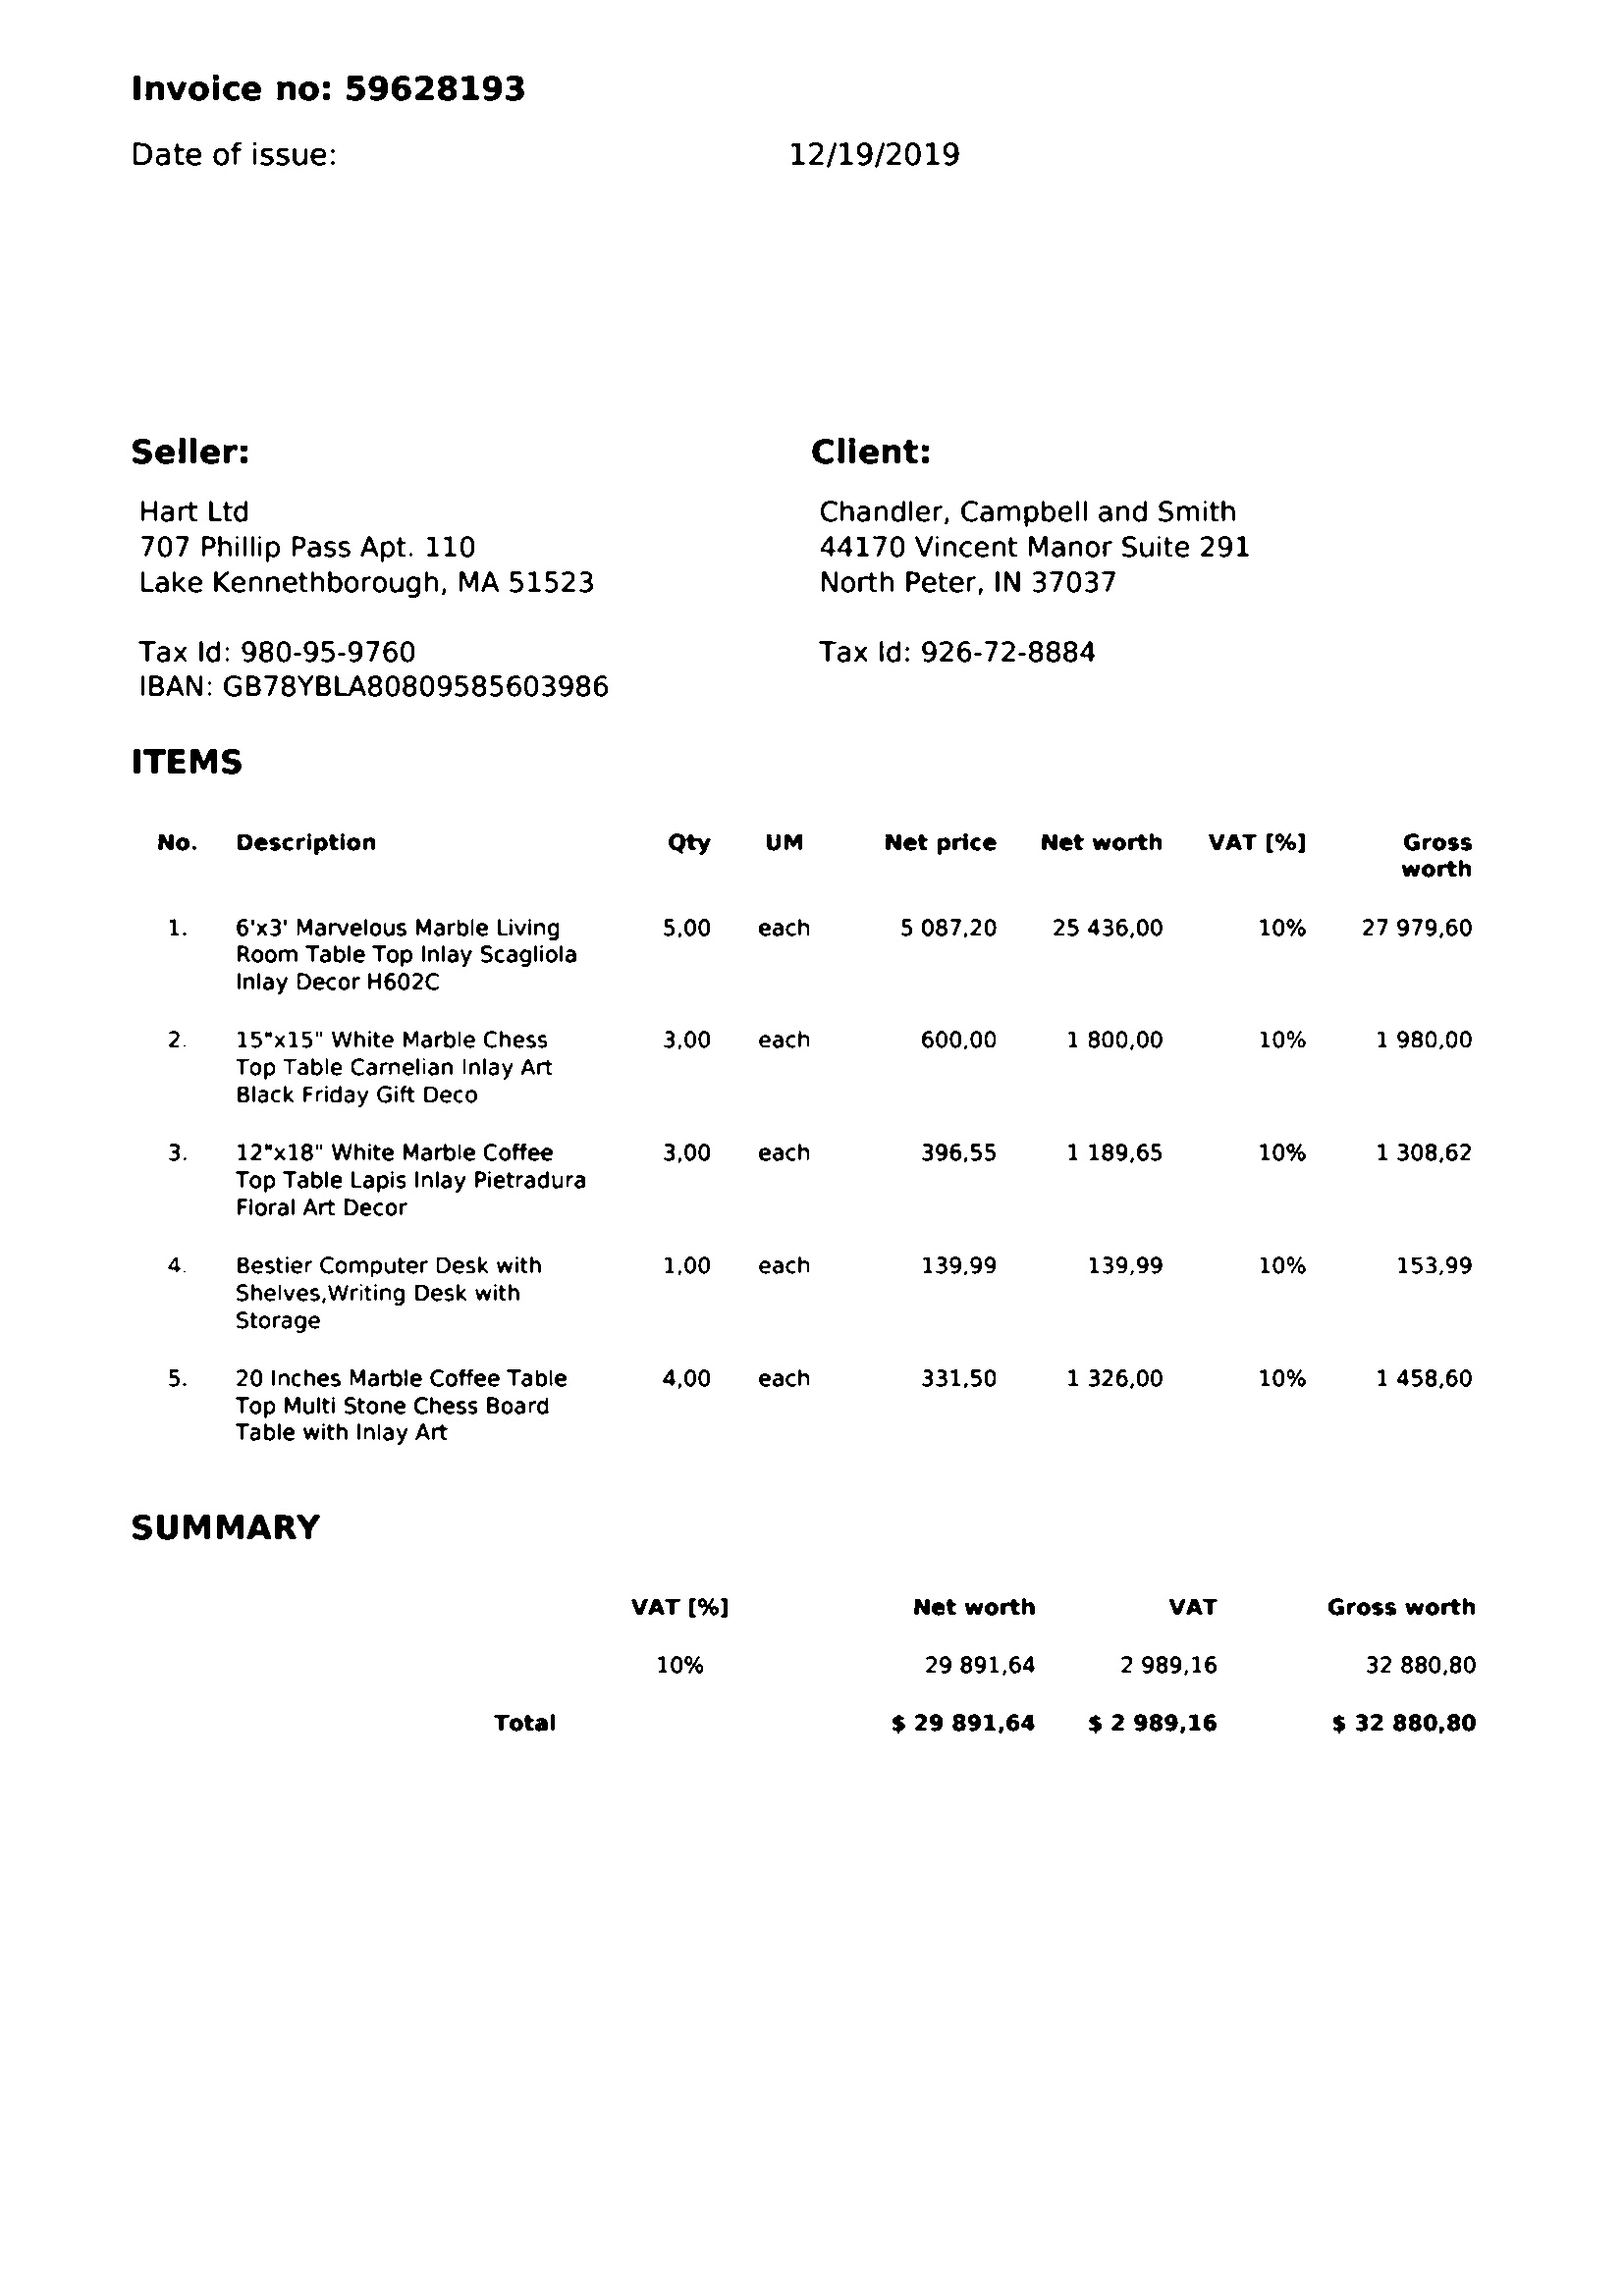 Invoice no: 59628193
Date of issue: 12/19/2019
Seller: Client:
Hart Ltd Chandler, Campbell and Smith
707 Phillip Pass Apt. 110 44170 Vincent Manor Suite 291
Lake Kennethborough, MA 51523 North Peter, IN 37037
Tax Id: 980-95-9760 Tax Id: 926-72-8884
IBAN: GB78YBLA80809585603986
ITEMS
No. Description Qty UM Net price Net worth VAT [%] Gross
worth
1. 6'x3' Marvelous Marble Living 5,00 each 5 087,20 25 436,00 10% 27 979,60
Room Table Top Inlay Scagliola
Inlay Decor H602C
2. 15"x15" White Marble Chess 3,00 each 600,00 1 800,00 10% 1 980,00
Top Table Carnelian Inlay Art
Black Friday Gift Deco
3. 12"x18" White Marble Coffee 3,00 each 396,55 1 189,65 10% 1 308,62
Top Table Lapis Inlay Pietradura
Floral Art Decor
4. Bestier Computer Desk with 1,00 each 139,99 139,99 10% 153,99
Shelves,Writing Desk with
Storage
5. 20 Inches Marble Coffee Table 4,00 each 331,50 1 326,00 10% 1 458,60
Top Multi Stone Chess Board
Table with Inlay Art
SUMMARY
VAT [%] Net worth VAT Gross worth
10% 29 891,64 2 989,16 32 880,80
Total $ 29 891,64 $ 2 989,16 $ 32 880,80